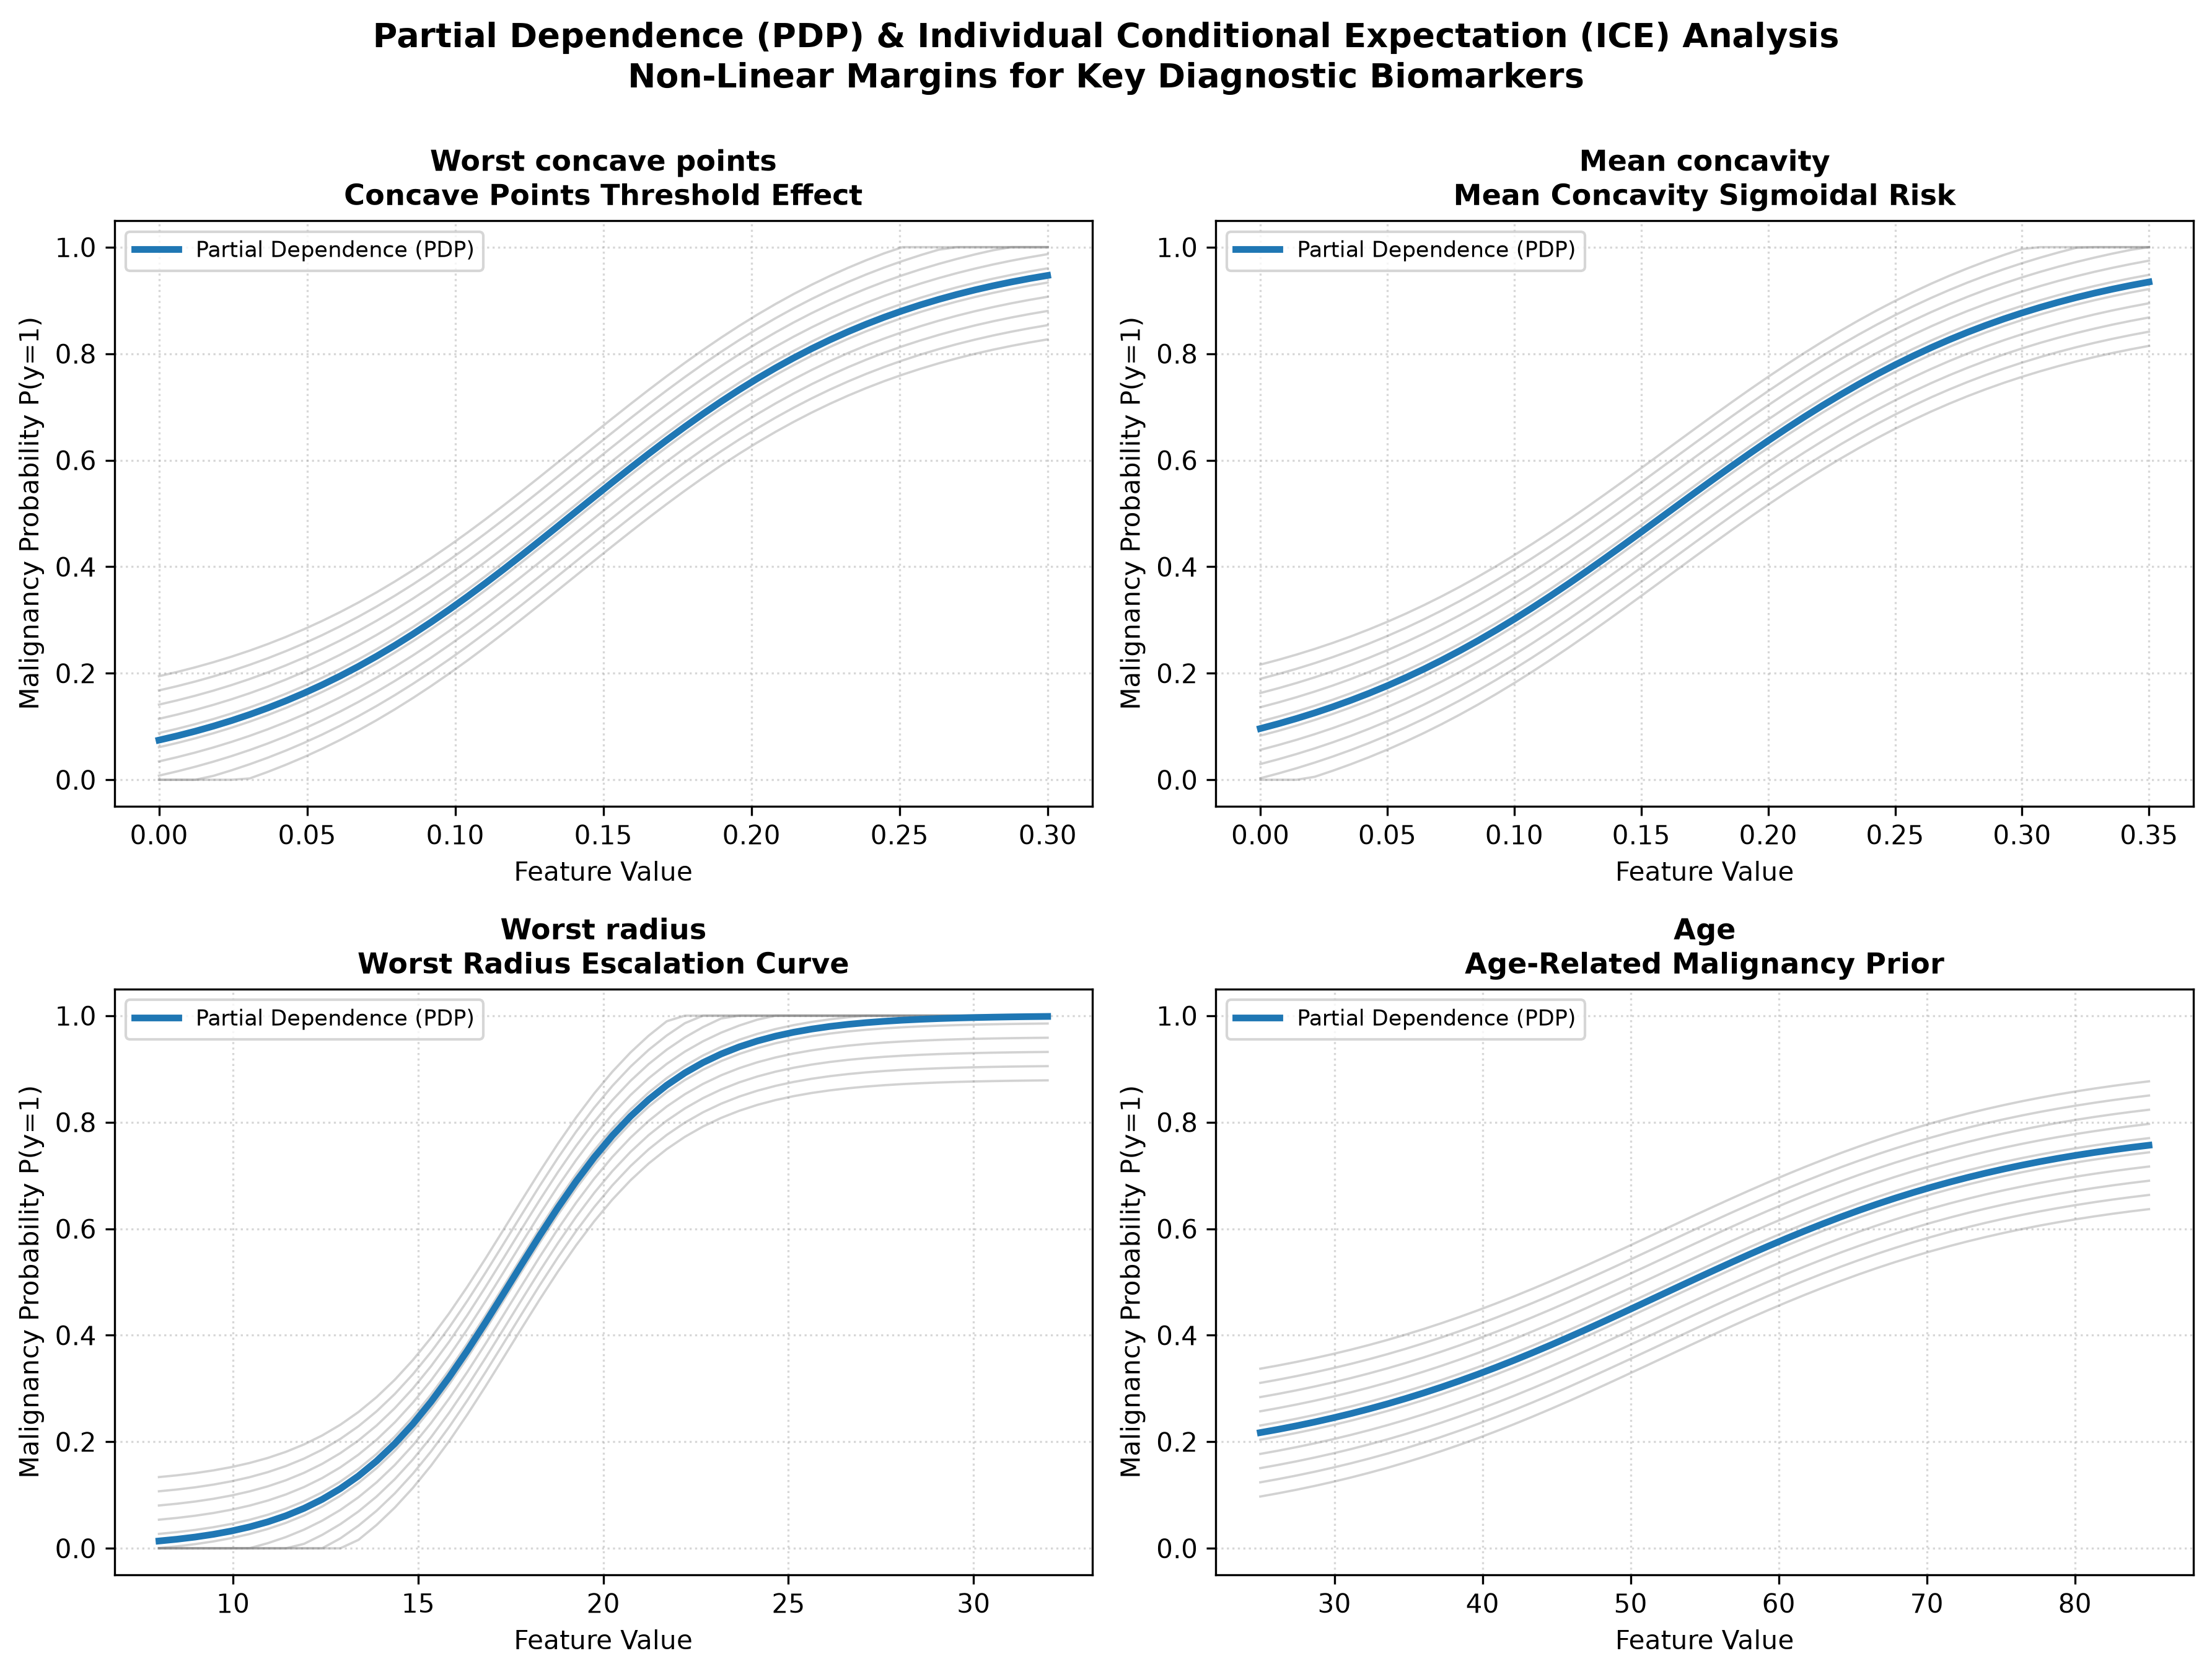 Partial Dependence (PDP) & Individual Conditional Expectation (ICE) Analysis
Non-Linear Margins for Key Diagnostic Biomarkers
Worst concave points
Concave Points Threshold Effect
Partial Dependence (PDP)
Malignancy Probability P(y=1)
1.0
0.8
0.6
0.4
0.2
0.0
0.00 0.05 0.10 0.15 0.20 0.25 0.30
Feature Value
Mean concavity
Mean Concavity Sigmoidal Risk
Partial Dependence (PDP)
Malignancy Probability P(y=1)
1.0
0.8
0.6
0.4
0.2
0.0
0.00 0.05 0.10 0.15 0.20 0.25 0.30 0.35
Feature Value
Worst radius
Worst Radius Escalation Curve
Partial Dependence (PDP)
Malignancy Probability P(y=1)
1.0
0.8
0.6
0.4
0.2
0.0
10 15 20 25 30
Feature Value
Age
Age-Related Malignancy Prior
Partial Dependence (PDP)
Malignancy Probability P(y=1)
1.0
0.8
0.6
0.4
0.2
0.0
30 40 50 60 70 80
Feature Value